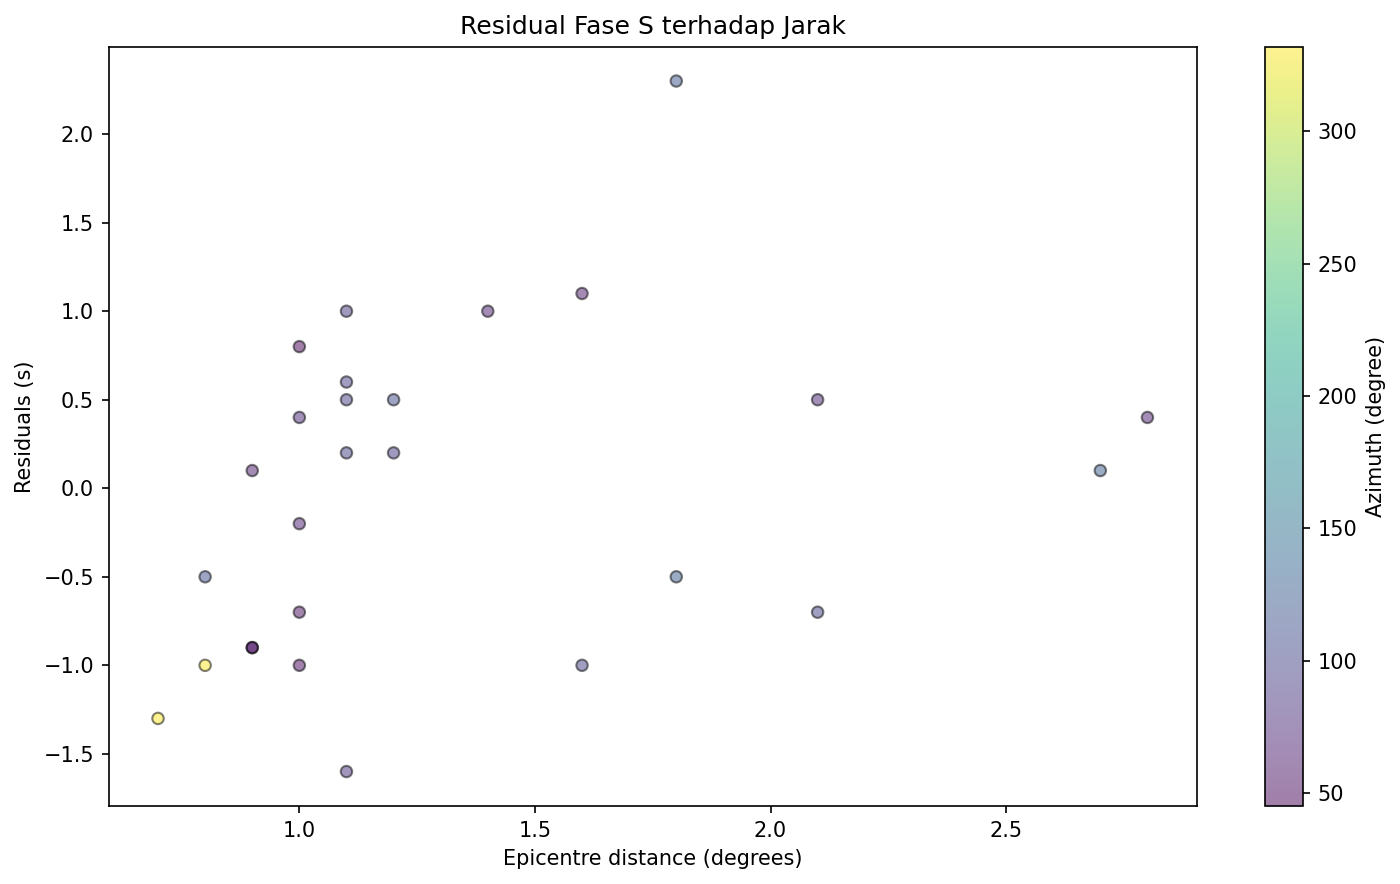 Residual Fase S terhadap Jarak
Residuals (s)
2.0
1.5
1.0
0.5
0.0
−0.5
−1.0
−1.5
1.0 1.5 2.0 2.5
Epicentre distance (degrees)
300
250
200
150
100
50
Azimuth (degree)